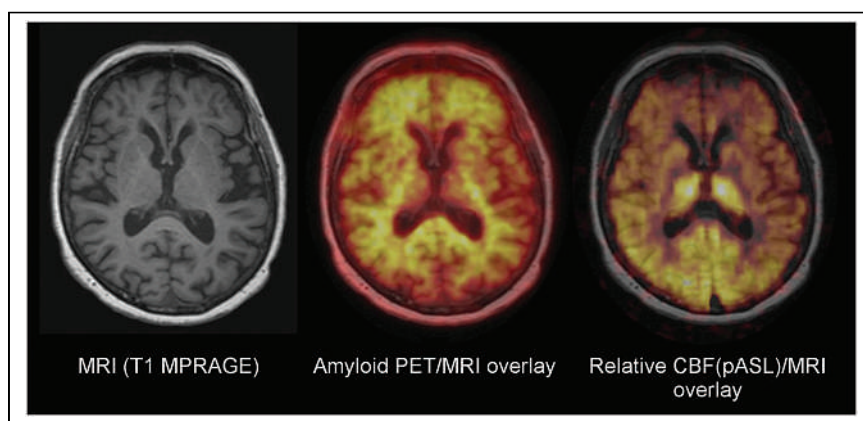 MRI (T1 MPRAGE)
Amyloid PET/MRI overlay
Relative CBF(pASL)/MRI
overlay